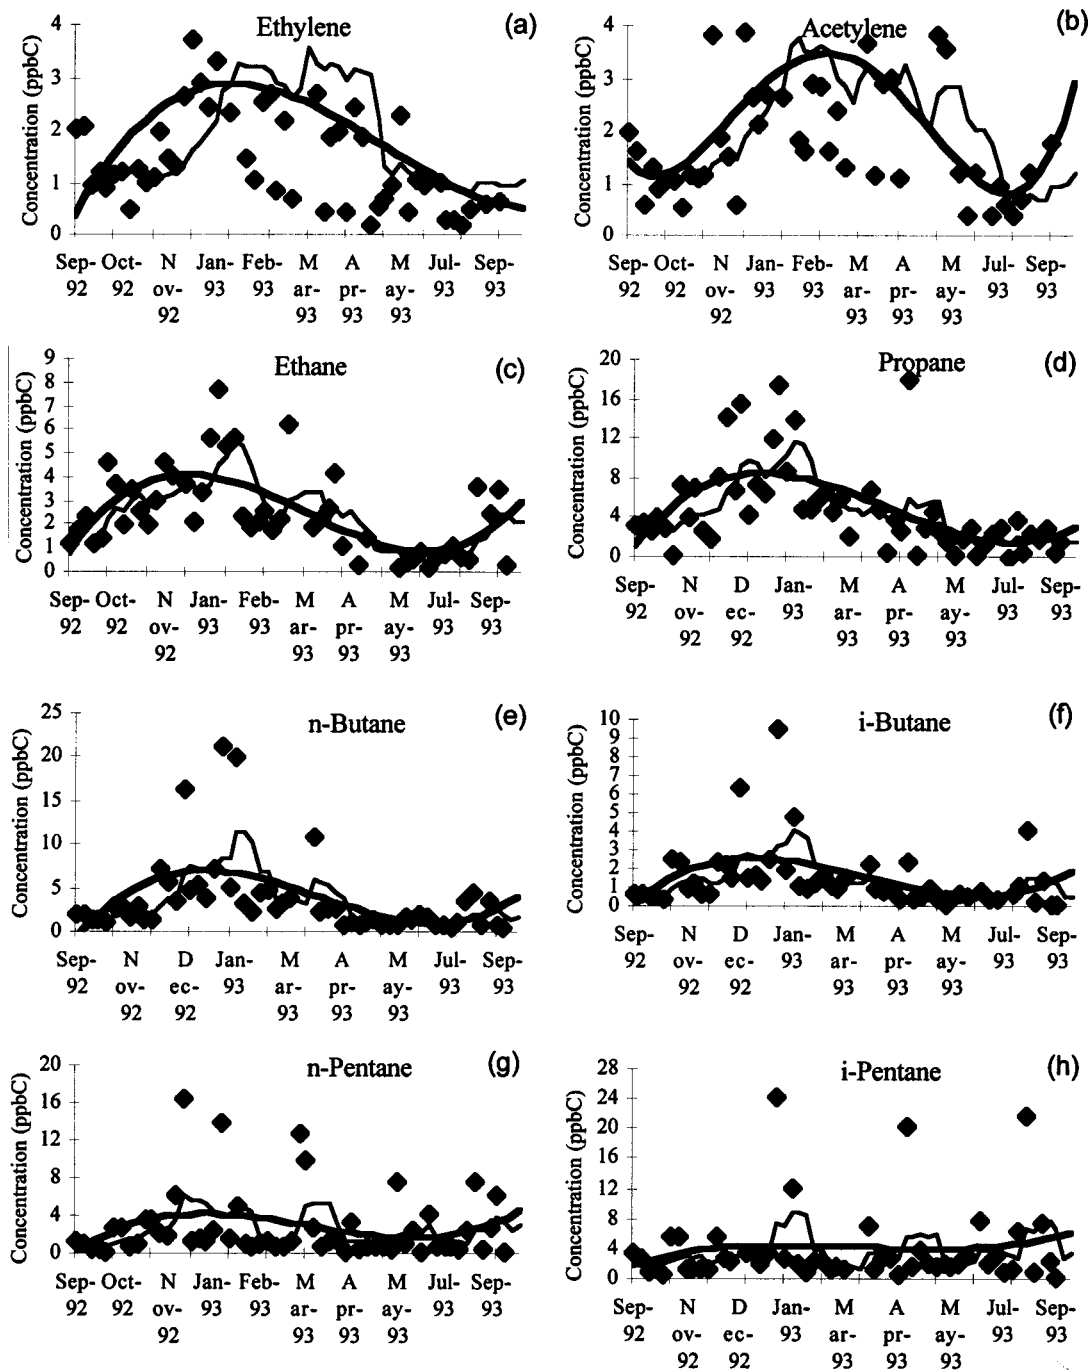 Ethylene
(a)
Concentration (ppbC)
4
3
2
1
0
Sep- Oct- N Jan- Feb- M A M Jul- Sep-
92 92 ov- 93 93 ar- pr- ay- 93 93
92 93 93 93
Acetylene
(b)
Concentration (ppbC)
4
3
2
1
0
Sep- Oct- N Jan- Feb- M A M Jul- Sep-
92 92 ov- 93 93 ar- pr- ay- 93 93
92 93 93 93
Ethane
(c)
Concentration (ppbC)
9
8
7
6
5
4
3
2
1
0
Sep- Oct- N Jan- Feb- M A M Jul- Sep-
92 92 ov- 93 93 ar- pr- ay- 93 93
92 93 93 93
Propane
(d)
Concentration (ppbC)
20
16
12
8
4
0
Sep- N D Jan- M A M Jul- Sep-
92 ov- ec- 93 ar- pr- ay- 93 93
92 92 93 93 93
n-Butane
(e)
Concentration (ppbC)
25
20
15
10
5
0
Sep- N D Jan- M A M Jul- Sep-
92 ov- ec- 93 ar- pr- ay- 93 93
92 92 93 93 93
i-Butane
(f)
Concentration (ppbC)
10
9
8
7
6
5
4
3
2
1
0
Sep- N D Jan- M A M Jul- Sep-
92 ov- ec- 93 ar- pr- ay- 93 93
92 92 93 93 93
n-Pentane
(g)
Concentration (ppbC)
20
16
12
8
4
0
Sep- Oct- N Jan- Feb- M A M Jul- Sep-
92 92 ov- 93 93 ar- pr- ay- 93 93
92 93 93 93
i-Pentane
(h)
Concentration (ppbC)
28
24
20
16
12
8
4
0
Sep- N D Jan- M A M Jul- Sep-
92 ov- ec- 93 ar- pr- ay- 93 93
92 92 93 93 93